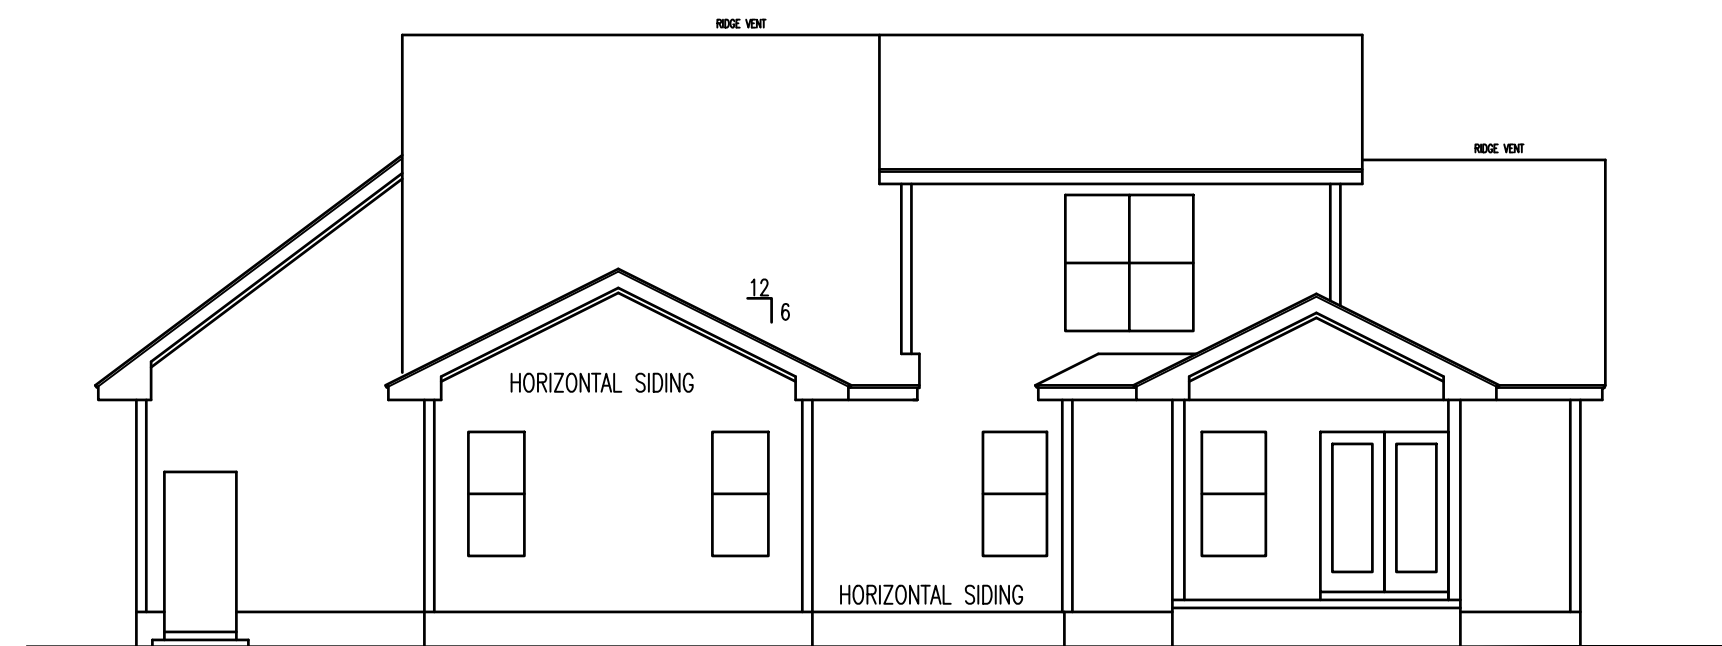 RIDGE VENT
RIDGE VENT
12
6
HORIZONTAL SIDING
HORIZONTAL SIDING